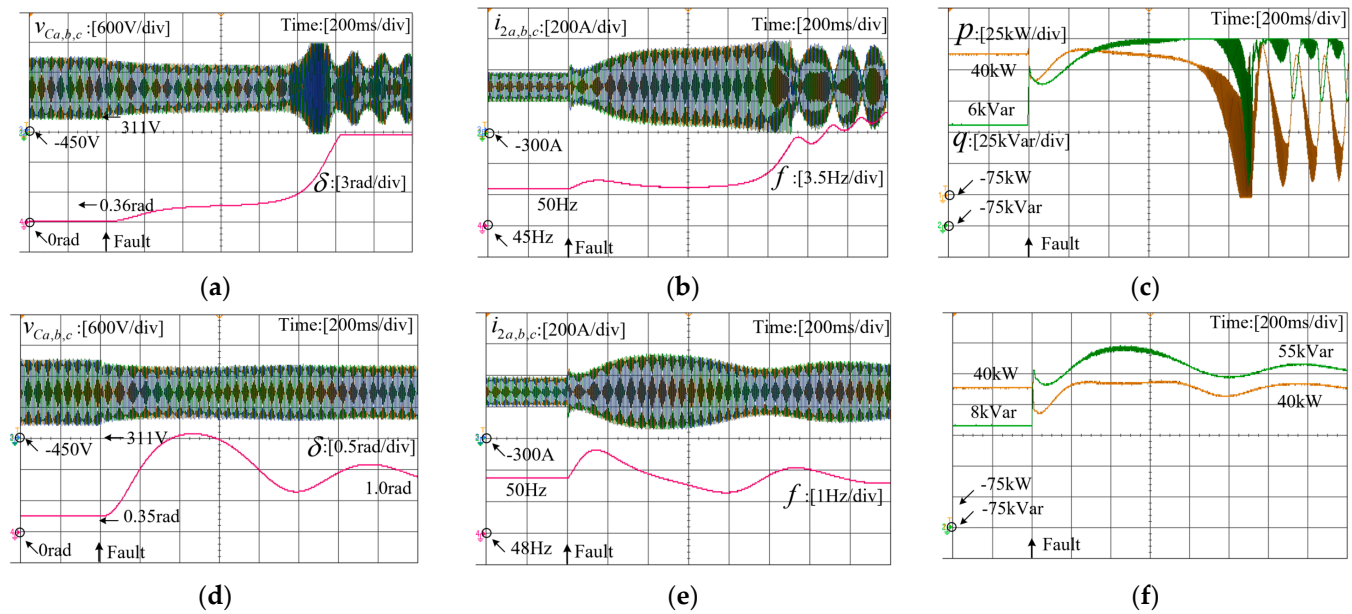 v_{Ca,b,c}:[600V/div]
Time:[200ms/div]
311V
-450V
δ:[3rad/div]
0.36rad
0rad
Fault
(a)
i_{2a,b,c}:[200A/div]
Time:[200ms/div]
-300A
f:[3.5Hz/div]
50Hz
45Hz
Fault
(b)
Time:[200ms/div]
p:[25kW/div]
40kW
6kVar
q:[25kVar/div]
-75kW
-75kVar
Fault
(c)
v_{Ca,b,c}:[600V/div]
Time:[200ms/div]
-450V
311V
δ:[0.5rad/div]
1.0rad
0.35rad
0rad
Fault
(d)
i_{2a,b,c}:[200A/div]
Time:[200ms/div]
-300A
50Hz
f:[1Hz/div]
48Hz
Fault
(e)
Time:[200ms/div]
55kVar
40kW
40kW
8kVar
-75kW
-75kVar
Fault
(f)